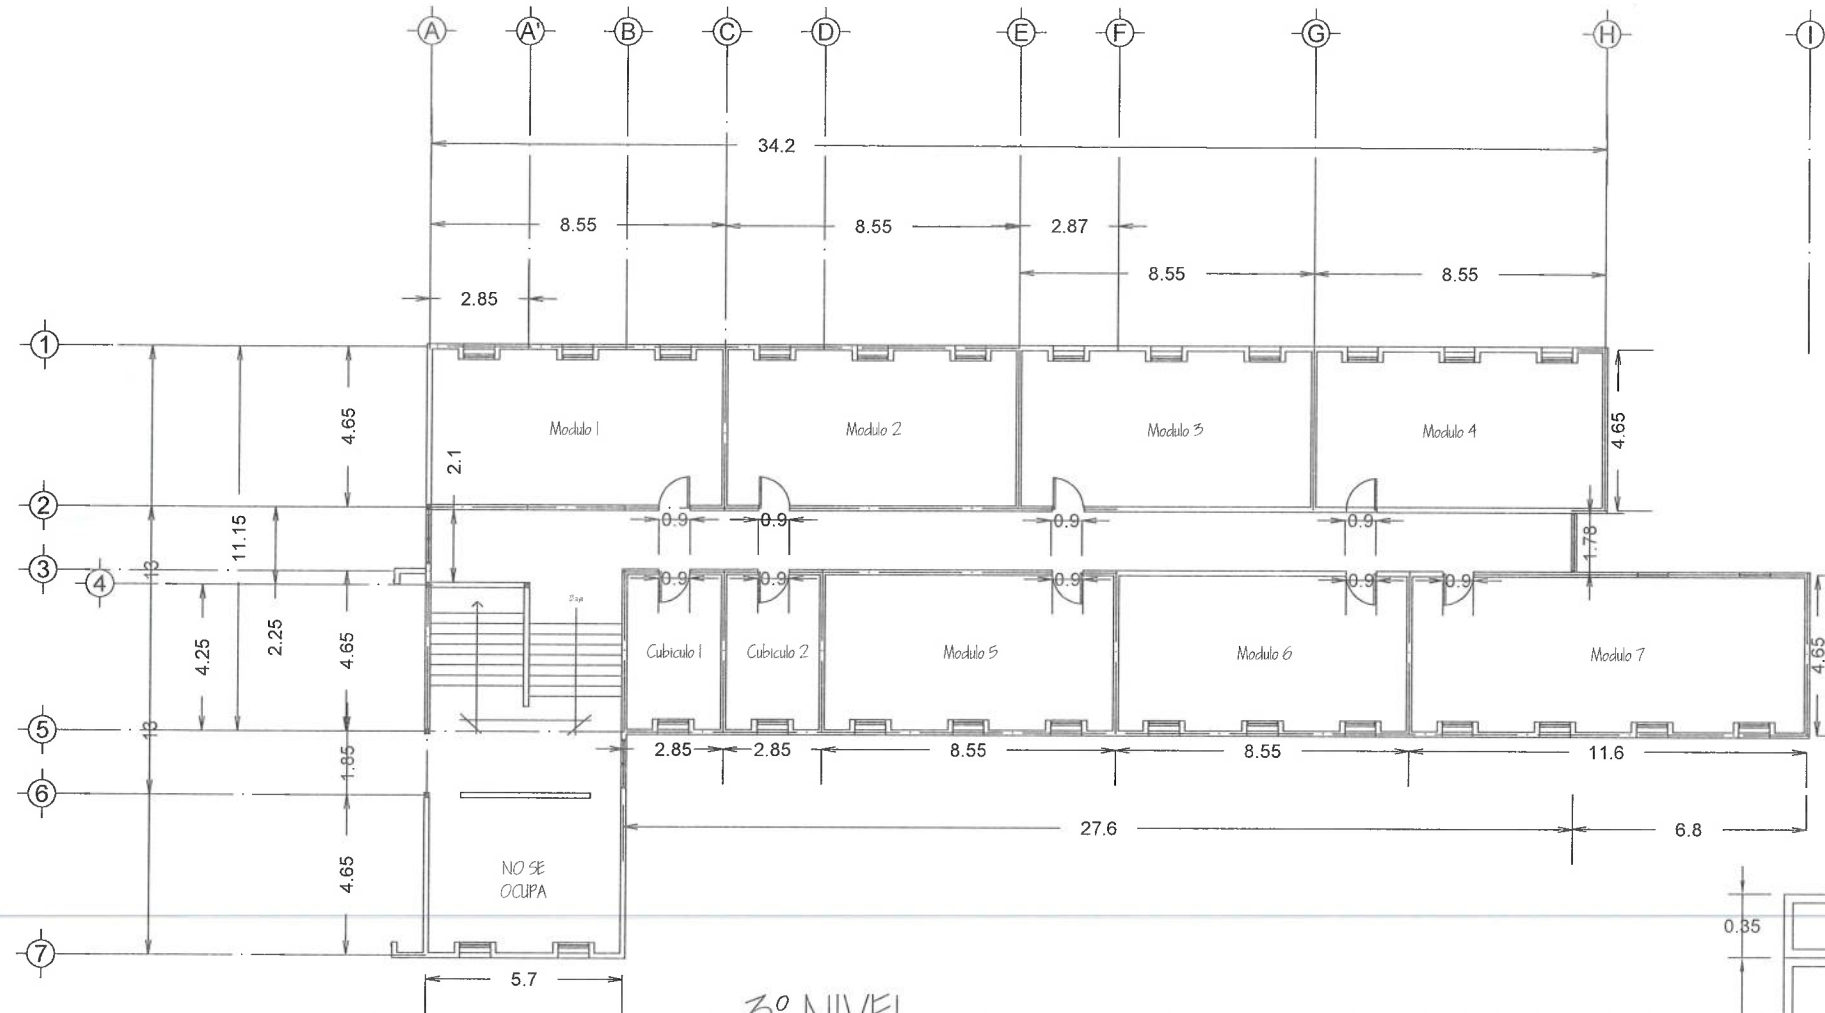 A A' B C D E F G H I
34.2
8.55 8.55 2.87
8.55 8.55
2.85
1
4.65 Modulo 1 Modulo 2 Modulo 3 Modulo 4 4.65
2.1
2
0.9 0.9 0.9 0.9
11.15 13 1.78
3
4
0.9 0.9 0.9 0.9 0.9
Baja
4.25 2.25 4.65 Cubiculo 1 Cubiculo 2 Modulo 5 Modulo 6 Modulo 7 4.65
5
13 1.85 2.85 2.85 8.55 8.55 11.6
6
27.6 6.8
4.65 NO SE
OCUPA
0.35
7
5.7
3º NIVEL